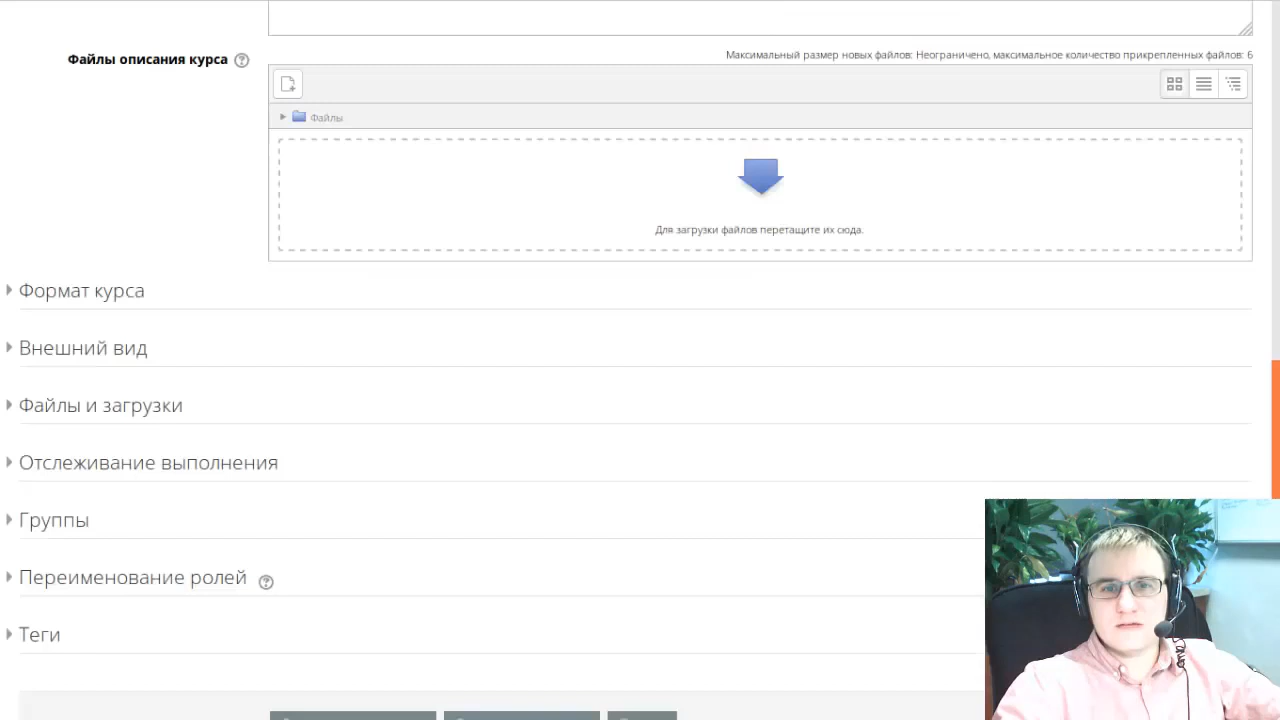 Файлы описания курса
Максимальный размер новых файлов: Неограничено, максимальное количество прикрепленных файлов: 6
Файлы
Для загрузки файлов перетащите их сюда.
Формат курса
Внешний вид
Файлы и загрузки
Отслеживание выполнения
Группы
Переименование ролей
Теги